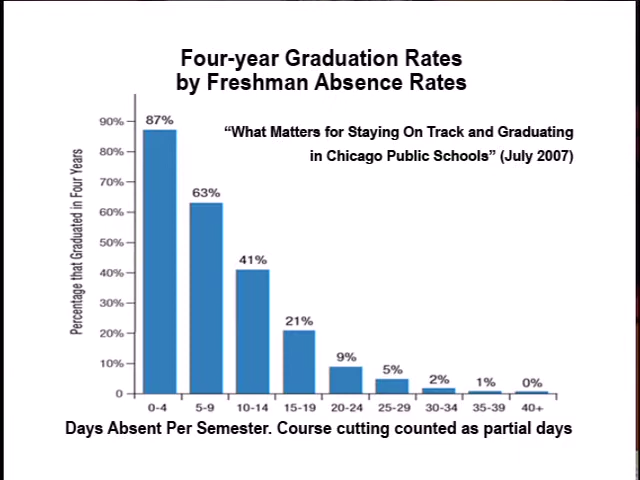 Four-year Graduation Rates
by Freshman Absence Rates
"What Matters for Staying On Track and Graduating
in Chicago Public Schools" (July 2007)
Percentage that Graduated in Four Years
90%
80%
70%
60%
50%
40%
30%
20%
10%
0
87%
63%
41%
21%
9%
5%
2%
1%
0%
0-4 5-9 10-14 15-19 20-24 25-29 30-34 35-39 40+
Days Absent Per Semester. Course cutting counted as partial days